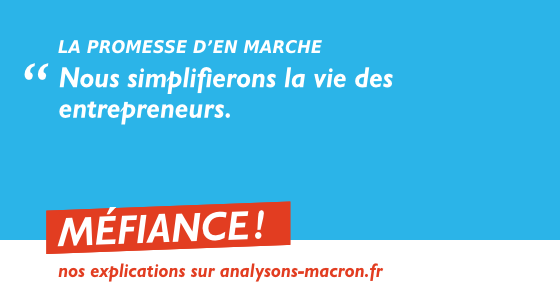 LA PROMESSE D’EN MARCHE
“ Nous simplifierons la vie des
entrepreneurs.
MÉFIANCE !
nos explications sur analysons-macron.fr